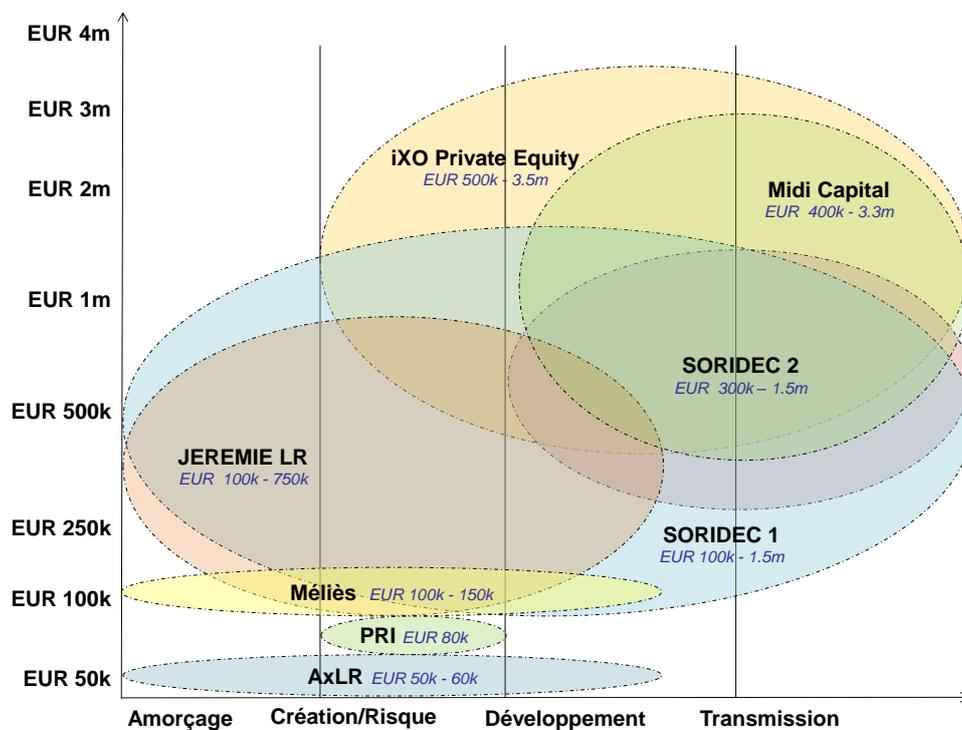 EUR 4m
EUR 3m
iXO Private Equity
EUR 500k - 3.5m
EUR 2m
Midi Capital
EUR 400k - 3.3m
EUR 1m
SORIDEC 2
EUR 300k – 1.5m
EUR 500k
JEREMIE LR
EUR 100k - 750k
EUR 250k
SORIDEC 1
EUR 100k - 1.5m
EUR 100k
Méliès EUR 100k - 150k
PRI EUR 80k
EUR 50k
AxLR EUR 50k - 60k
Amorçage Création/Risque Développement Transmission